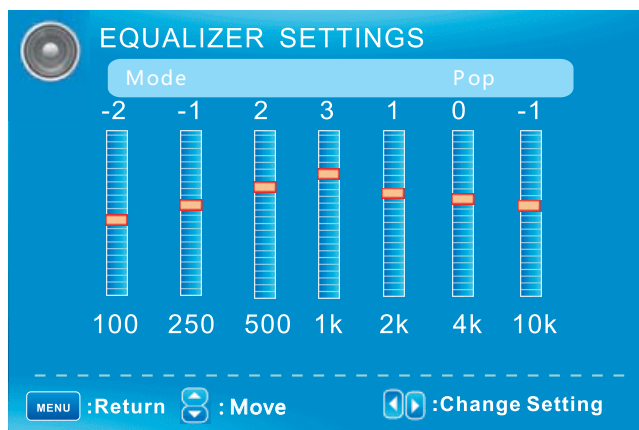 EQUALIZER SETTINGS
Mode Pop
-2 -1 2 3 1 0 -1
100 250 500 1k 2k 4k 10k
MENU :Return : Move :Change Setting